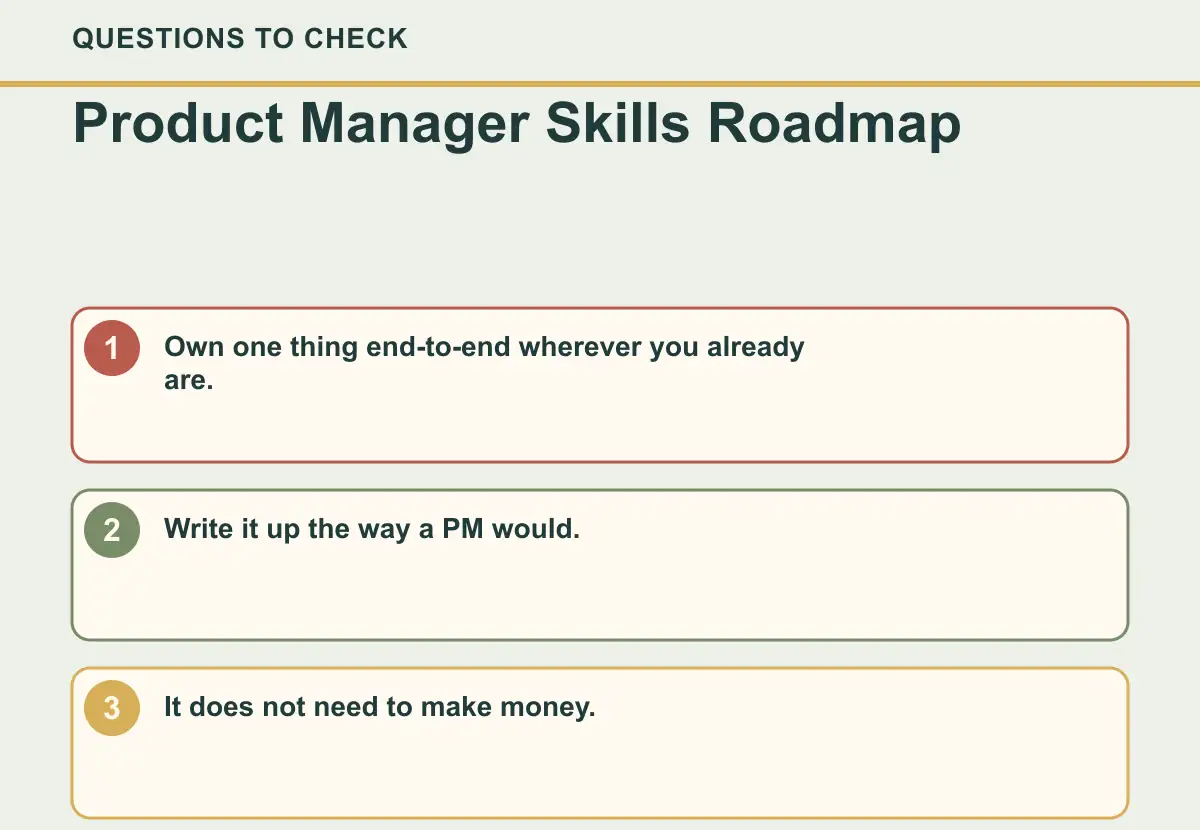 QUESTIONS TO CHECK
Product Manager Skills Roadmap
1
Own one thing end-to-end wherever you already
are.
2
Write it up the way a PM would.
3
It does not need to make money.